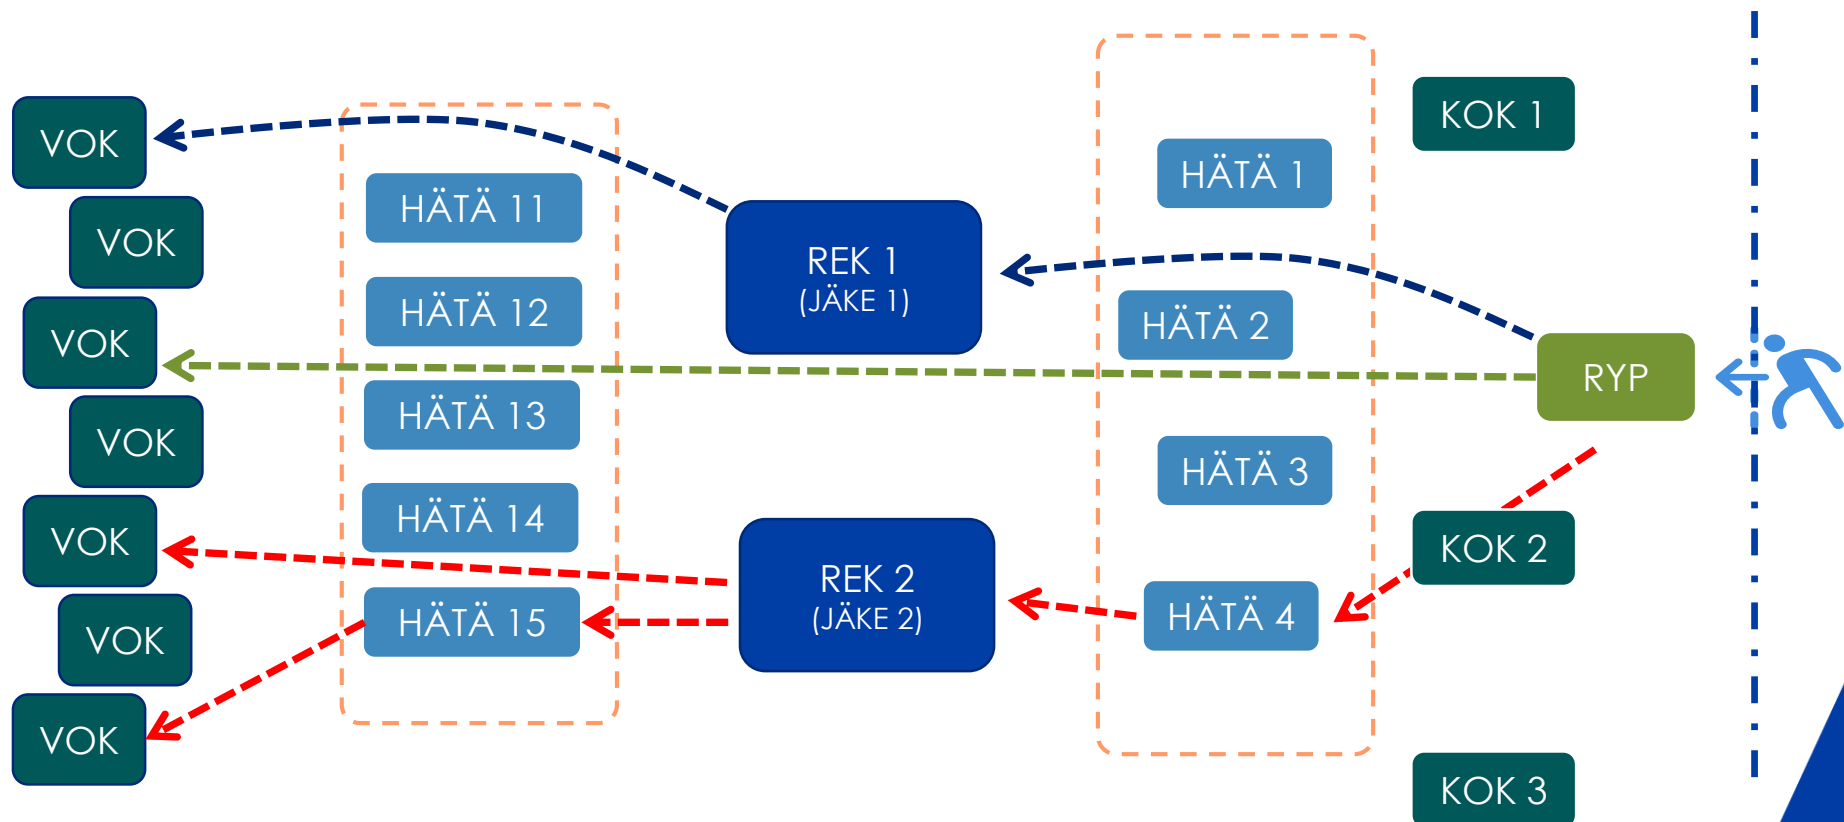 VOK
VOK
VOK
VOK
VOK
VOK
VOK
HÄTÄ 11
HÄTÄ 12
HÄTÄ 13
HÄTÄ 14
HÄTÄ 15
REK 1
(JÄKE 1)
REK 2
(JÄKE 2)
HÄTÄ 1
HÄTÄ 2
HÄTÄ 3
HÄTÄ 4
KOK 1
RYP
KOK 2
KOK 3